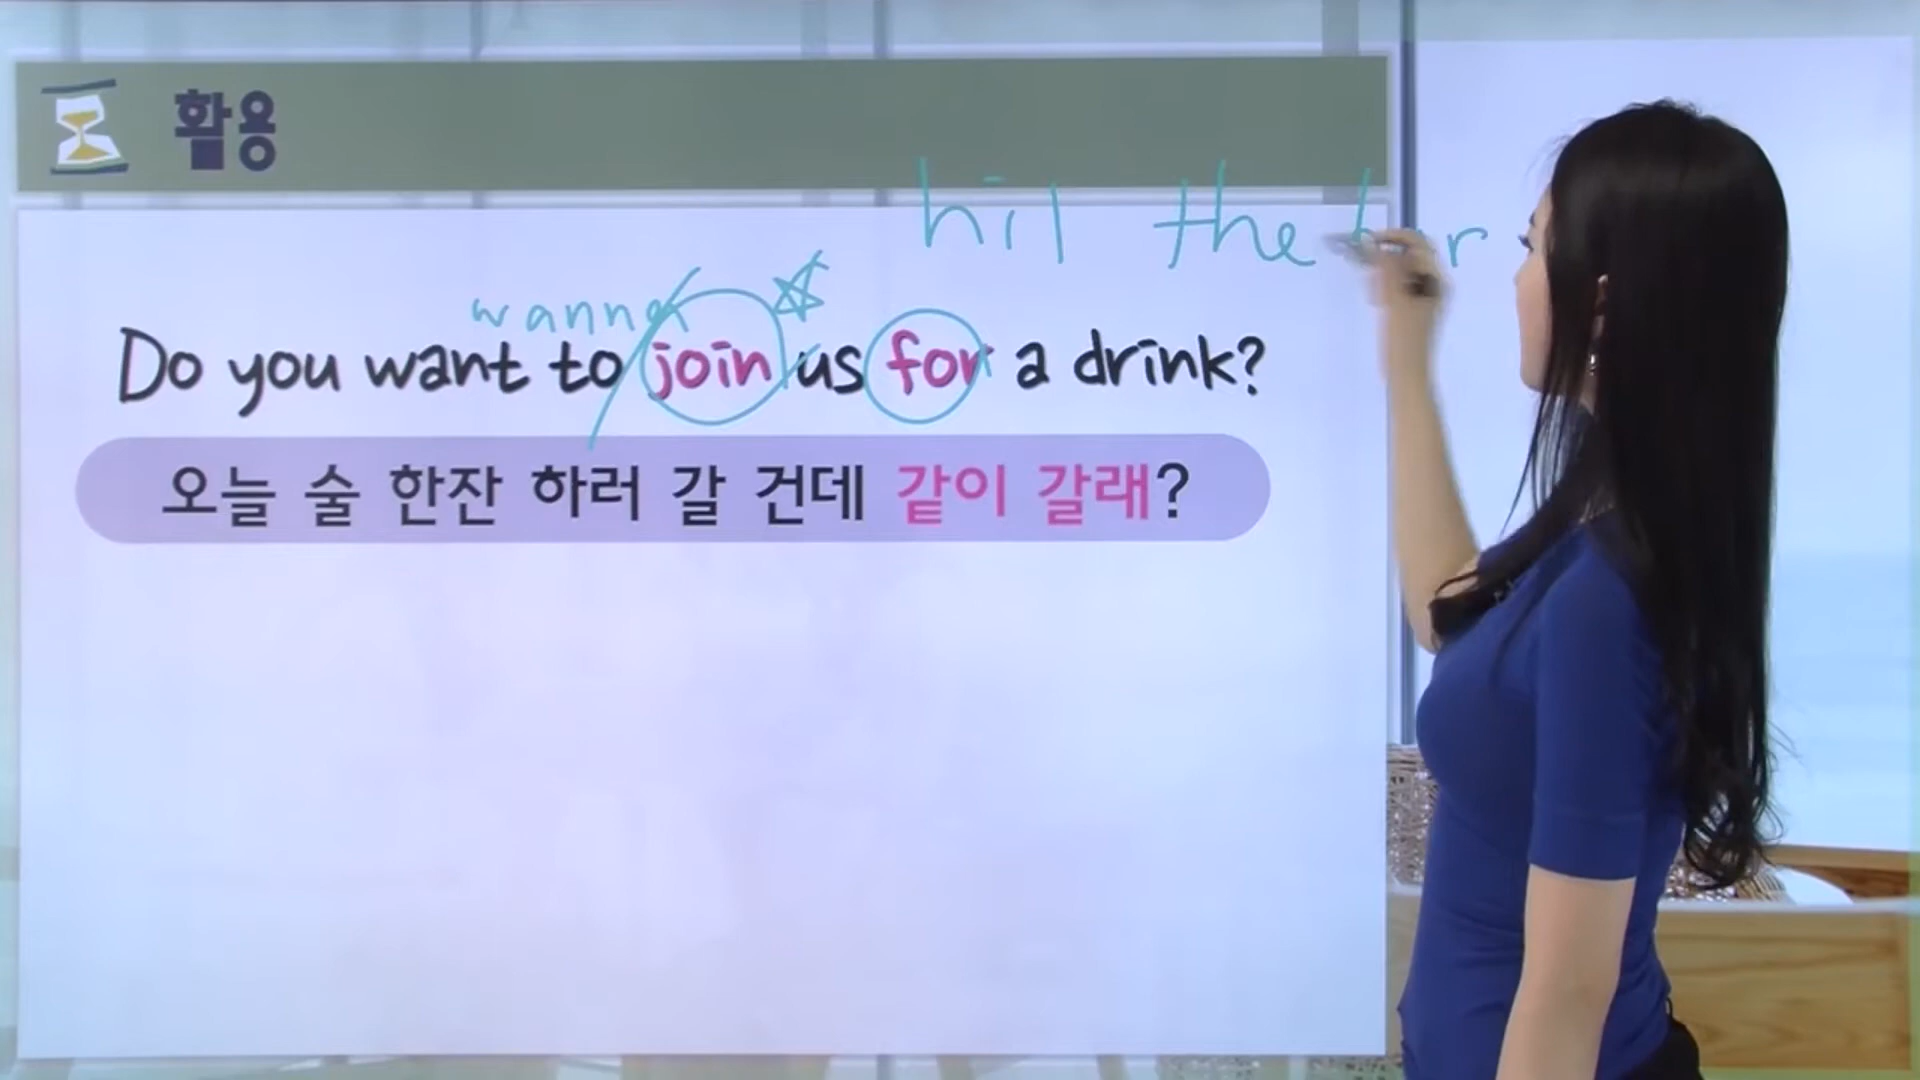 활용
hil the bar
wanna
Do you want to join us for a drink?
오늘 술 한잔 하러 갈 건데 같이 갈래?